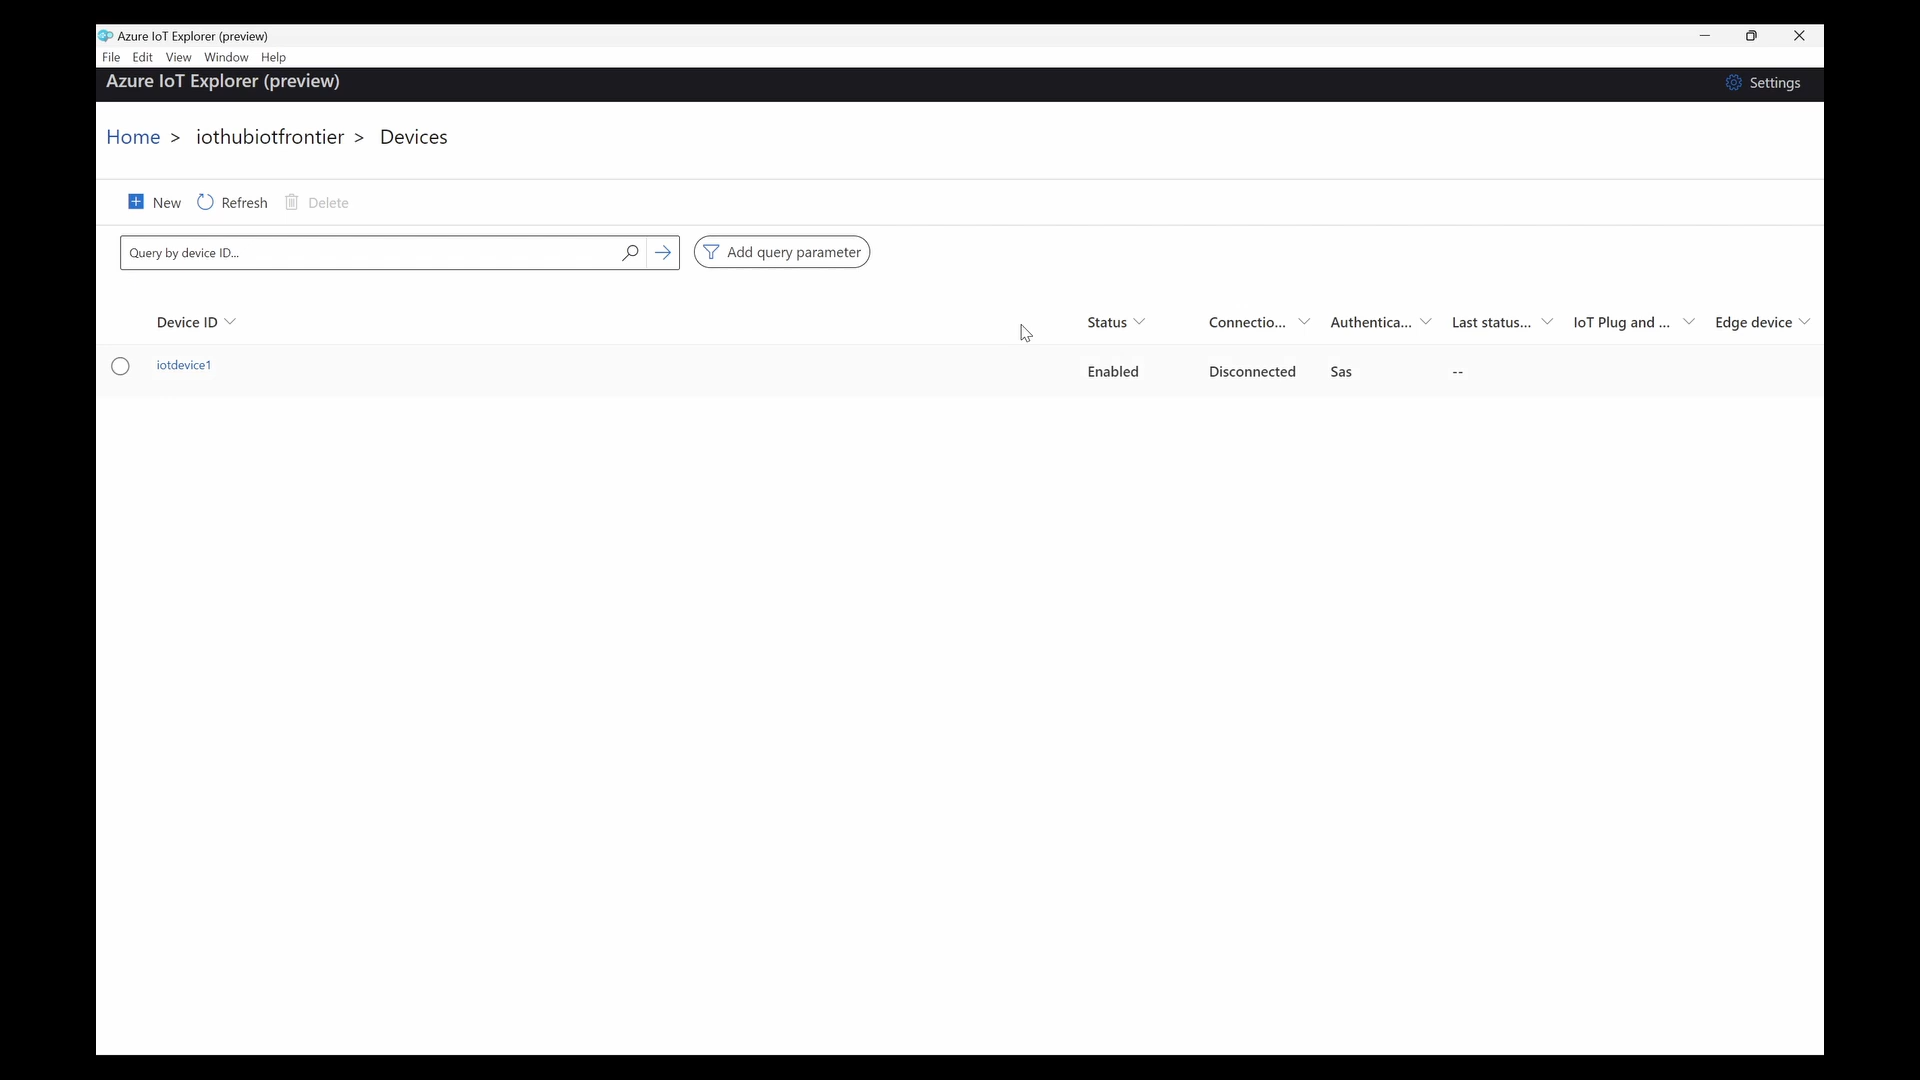 Azure IoT Explorer (preview)
File Edit View Window Help
Azure IoT Explorer (preview) Settings
Home > iothubiotfrontier > Devices
New Refresh Delete
Query by device ID... Add query parameter
Device ID Status Connectio... Authentica... Last status... IoT Plug and ... Edge device
iotdevice1 Enabled Disconnected Sas --